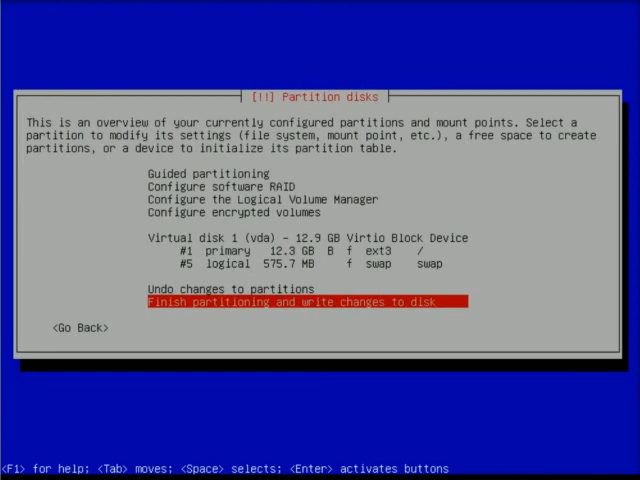 [!!] Partition disks
This is an overview of your currently configured partitions and mount points. Select a
partition to modify its settings (file system, mount point, etc.), a free space to create
partitions, or a device to initialize its partition table.
Guided partitioning
Configure software RAID
Configure the Logical Volume Manager
Configure encrypted volumes
Virtual disk 1 (vda) - 12.9 GB Virtio Block Device
#1 primary 12.3 GB B f ext3 /
#5 logical 575.7 MB f swap swap
Undo changes to partitions
Finish partitioning and write changes to disk
<Go Back>
<F1> for help; <Tab> moves; <Space> selects; <Enter> activates buttons